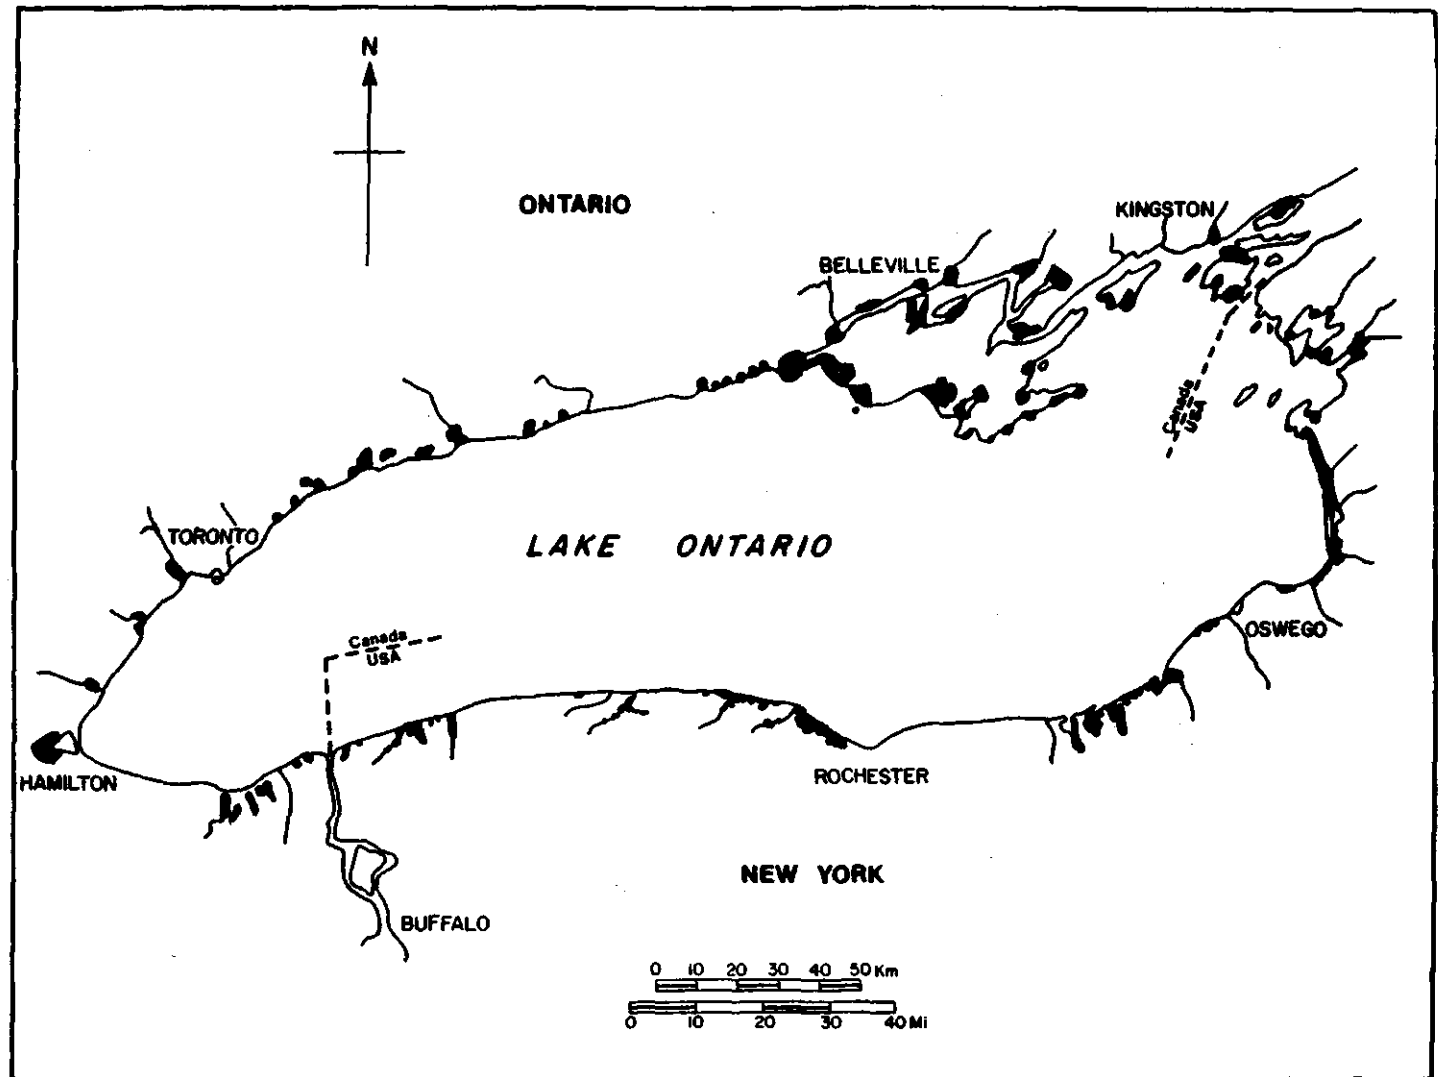 N
ONTARIO
KINGSTON
BELLEVILLE
Canada
USA
TORONTO
LAKE ONTARIO
Canada
USA
OSWEGO
HAMILTON
ROCHESTER
NEW YORK
BUFFALO
0 10 20 30 40 50 Km
0 10 20 30 40 Mi